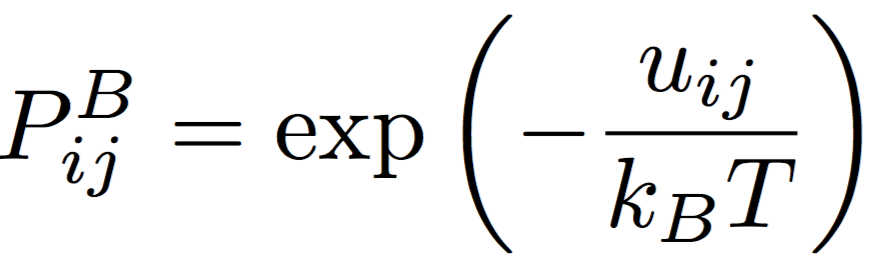 P_{ij}^{B} = \exp\left(-\frac{u_{ij}}{k_B T}\right)